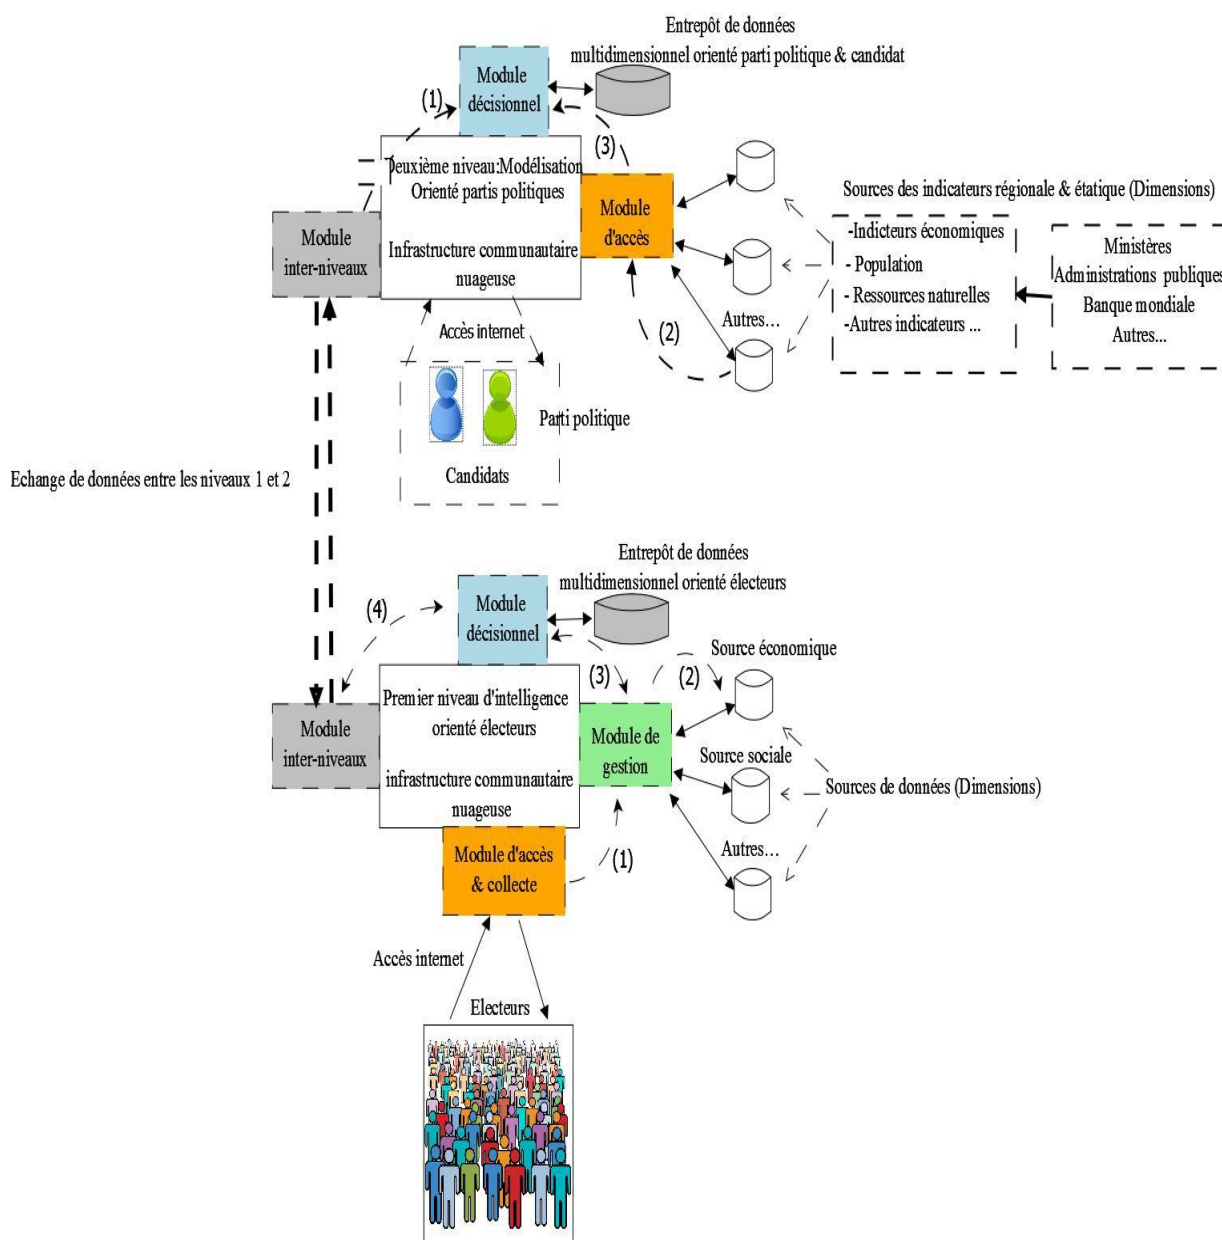 Entrepôt de données
multidimensionnel orienté parti politique & candidat
Module
décisionnel
(1)
(3)
Deuxième niveau:Modélisation
Orienté partis politiques
Infrastructure communautaire
nuageuse
Module
d'accès
Module
inter-niveaux
Sources des indicateurs régionale & étatique (Dimensions)
-Indicteurs économiques
- Population
- Ressources naturelles
-Autres indicateurs ...
Ministères
Administrations publiques
Banque mondiale
Autres...
Autres...
(2)
Accès internet
Parti politique
Candidats
Echange de données entre les niveaux 1 et 2
Entrepôt de données
multidimensionnel orienté électeurs
Module
décisionnel
(4)
(3)
(2)
Source économique
Premier niveau d'intelligence
orienté électeurs
infrastructure communautaire
nuageuse
Module
inter-niveaux
Module de
gestion
Source sociale
Sources de données (Dimensions)
Autres...
Module d'accès
& collecte
(1)
Accès internet
Electeurs